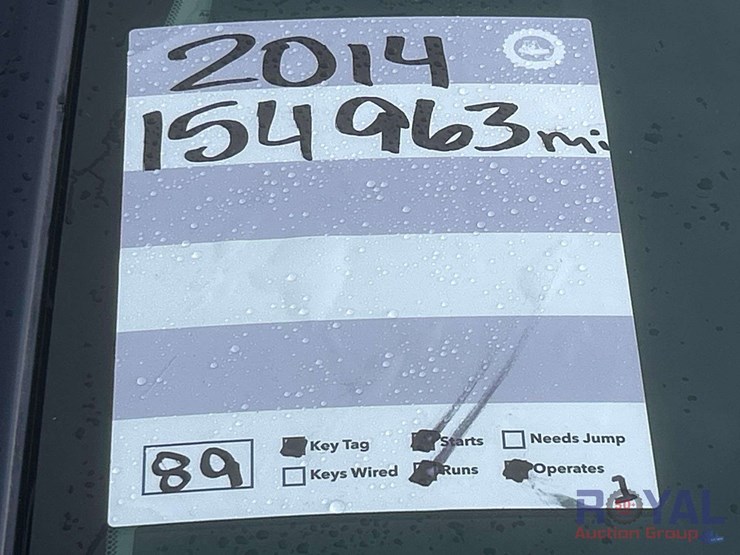 2014
154963 mi
89
Key Tag Starts Needs Jump
Keys Wired Runs Operates
ROYAL
Auction Group